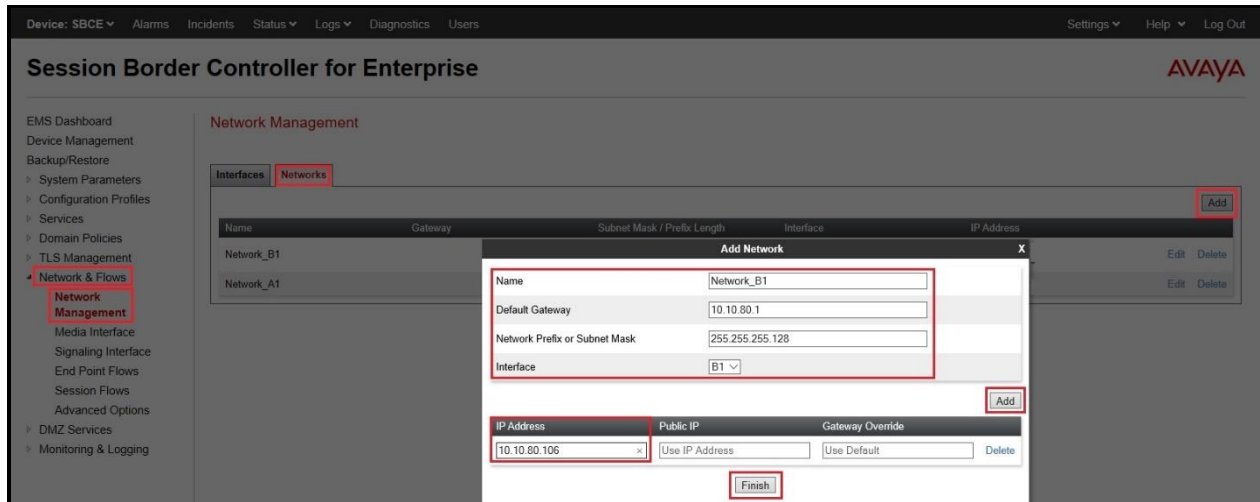 Device: SBCE Alarms Incidents Status Logs Diagnostics Users Settings Help Log Out
Session Border Controller for Enterprise
AVAYA
EMS Dashboard
Device Management
Backup/Restore
System Parameters
Configuration Profiles
Services
Domain Policies
TLS Management
Network & Flows
Network
Management
Media Interface
Signaling Interface
End Point Flows
Session Flows
Advanced Options
DMZ Services
Monitoring & Logging
Network Management
Interfaces Networks
Add
Name Gateway Subnet Mask / Prefix Length Interface IP Address
Network_B1 Edit Delete
Network_A1 Edit Delete
Add Network X
Name Network_B1
Default Gateway 10.10.80.1
Network Prefix or Subnet Mask 255.255.255.128
Interface B1
Add
IP Address Public IP Gateway Override
10.10.80.106 × Use IP Address Use Default Delete
Finish